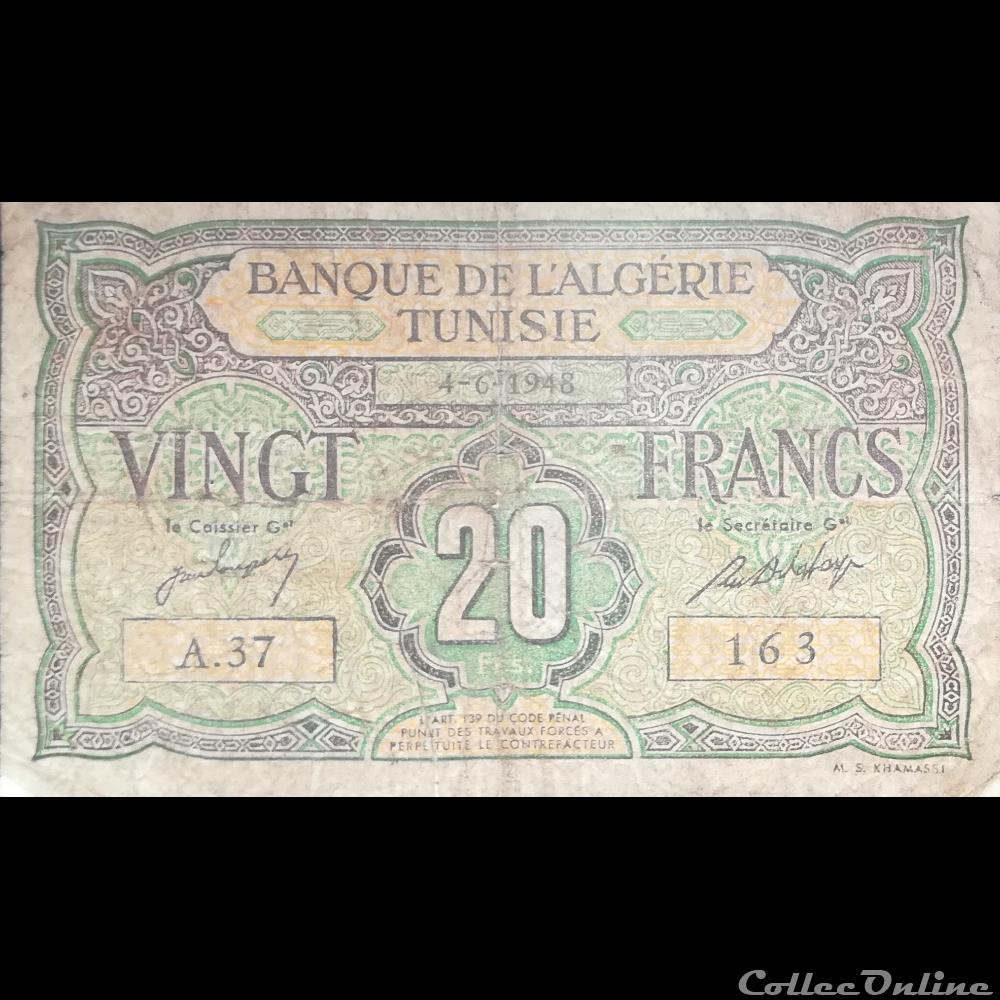 BANQUE DE L'ALGÉRIE
TUNISIE
4-6-1948
VINGT FRANCS
le Caissier Gᵃˡ
le Secrétaire Gᵃˡ
20
FRS.
A.37
163
L'ART. 139 DU CODE PÉNAL
PUNIT DES TRAVAUX FORCÉS A
PERPÉTUITÉ LE CONTREFACTEUR
M. S. KHAMASSI
CollecOnline